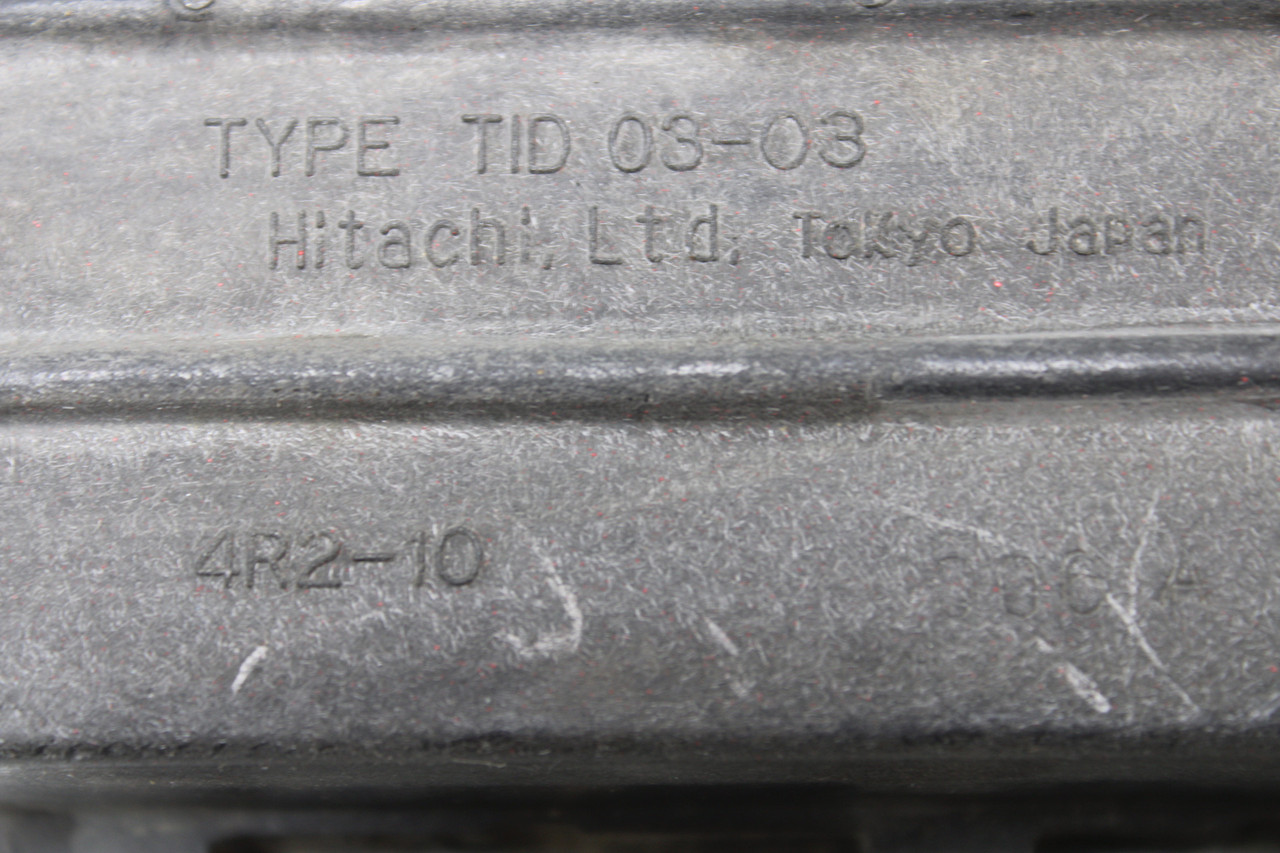 TYPE TID 03-03
Hitachi, Ltd. Tokyo Japan
4R2-10